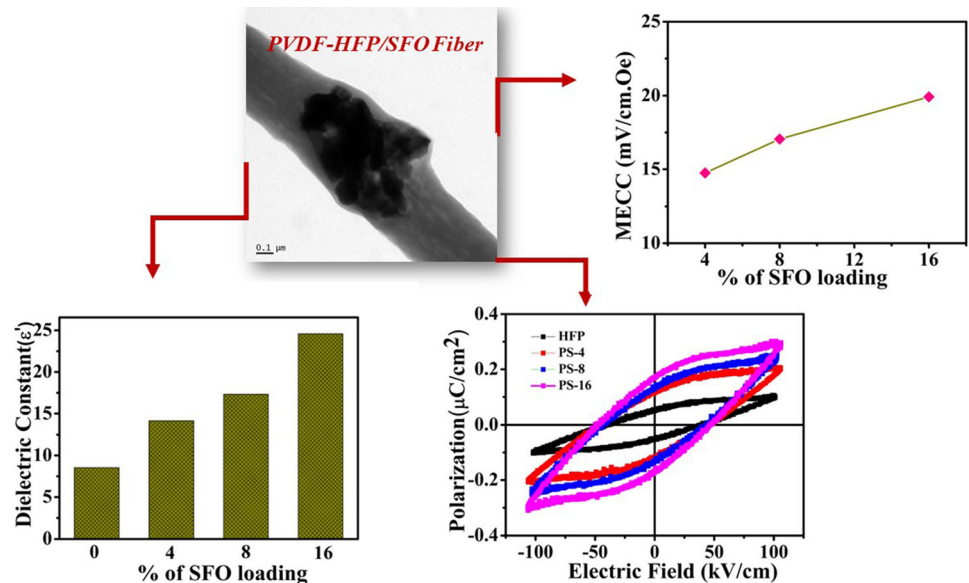 PVDF-HFP/SFO Fiber
0.1 μm
MECC (mV/cm.Oe)
25
20
15
10
4 8 12 16
% of SFO loading
Dielectric Constant(ε')
25
20
15
10
5
0
0 4 8 16
% of SFO loading
Polarization(μC/cm²)
0.4
0.2
0.0
-0.2
-0.4
HFP
PS-4
PS-8
PS-16
-100 -50 0 50 100
Electric Field (kV/cm)